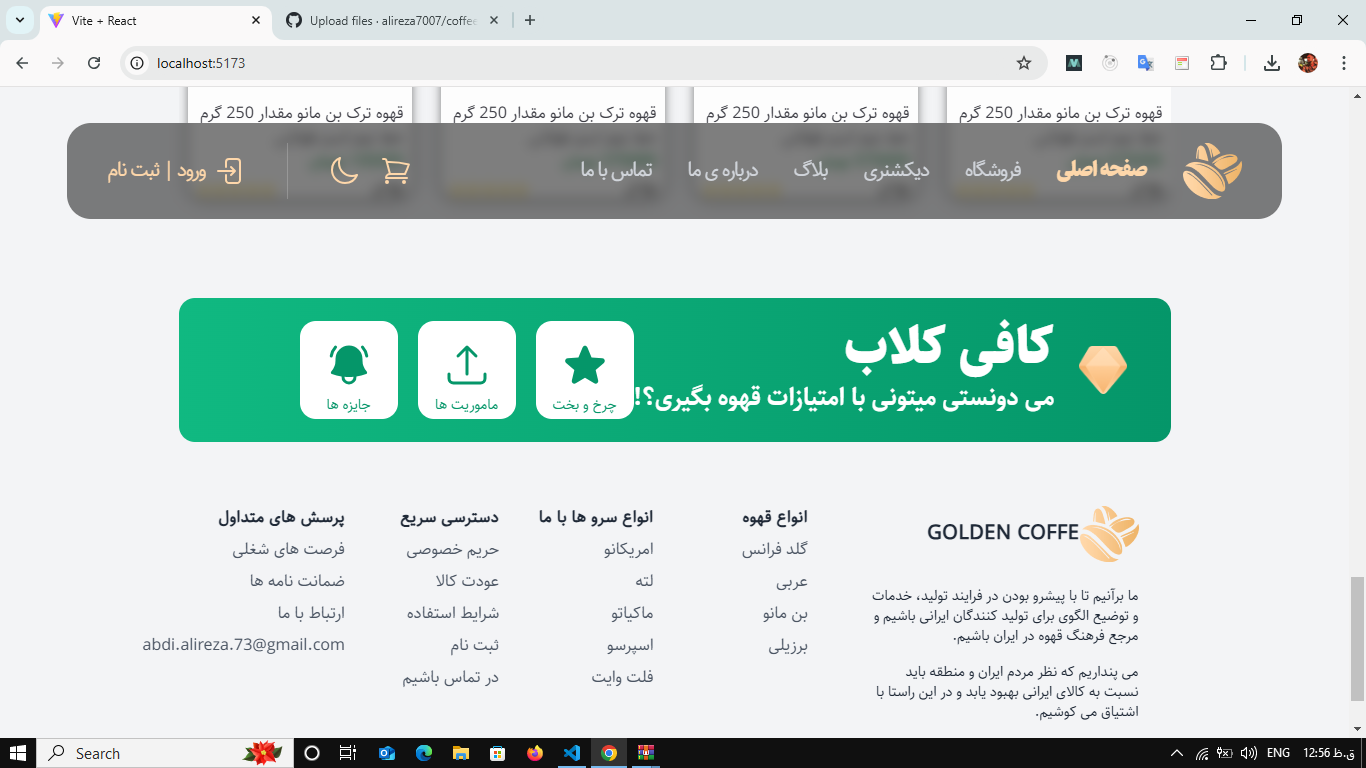 Vite + React
Upload files · alireza7007/coffee
localhost:5173
قهوه ترک بن مانو مقدار 250 گرم
قهوه ترک بن مانو مقدار 250 گرم
قهوه ترک بن مانو مقدار 250 گرم
قهوه ترک بن مانو مقدار 250 گرم
صفحه اصلی
فروشگاه
دیکشنری
بلاگ
درباره ی ما
تماس با ما
ورود | ثبت نام
کافی کلاب
می دونستی میتونی با امتیازات قهوه بگیری؟!
چرخ و بخت
ماموریت ها
جایزه ها
GOLDEN COFFE
ما برآنیم تا با پیشرو بودن در فرایند تولید، خدمات
و توضیع الگوی برای تولید کنندگان ایرانی باشیم و
مرجع فرهنگ قهوه در ایران باشیم.
می پنداریم که نظر مردم ایران و منطقه باید
نسبت به کالای ایرانی بهبود یابد و در این راستا با
اشتیاق می کوشیم.
انواع قهوه
گلد فرانس
عربی
بن مانو
برزیلی
انواع سرو ها با ما
امریکانو
لته
ماکیاتو
اسپرسو
فلت وایت
دسترسی سریع
حریم خصوصی
عودت کالا
شرایط استفاده
ثبت نام
در تماس باشیم
پرسش های متداول
فرصت های شغلی
ضمانت نامه ها
ارتباط با ما
abdi.alireza.73@gmail.com
Search
ENG
12:56 ق.ظ